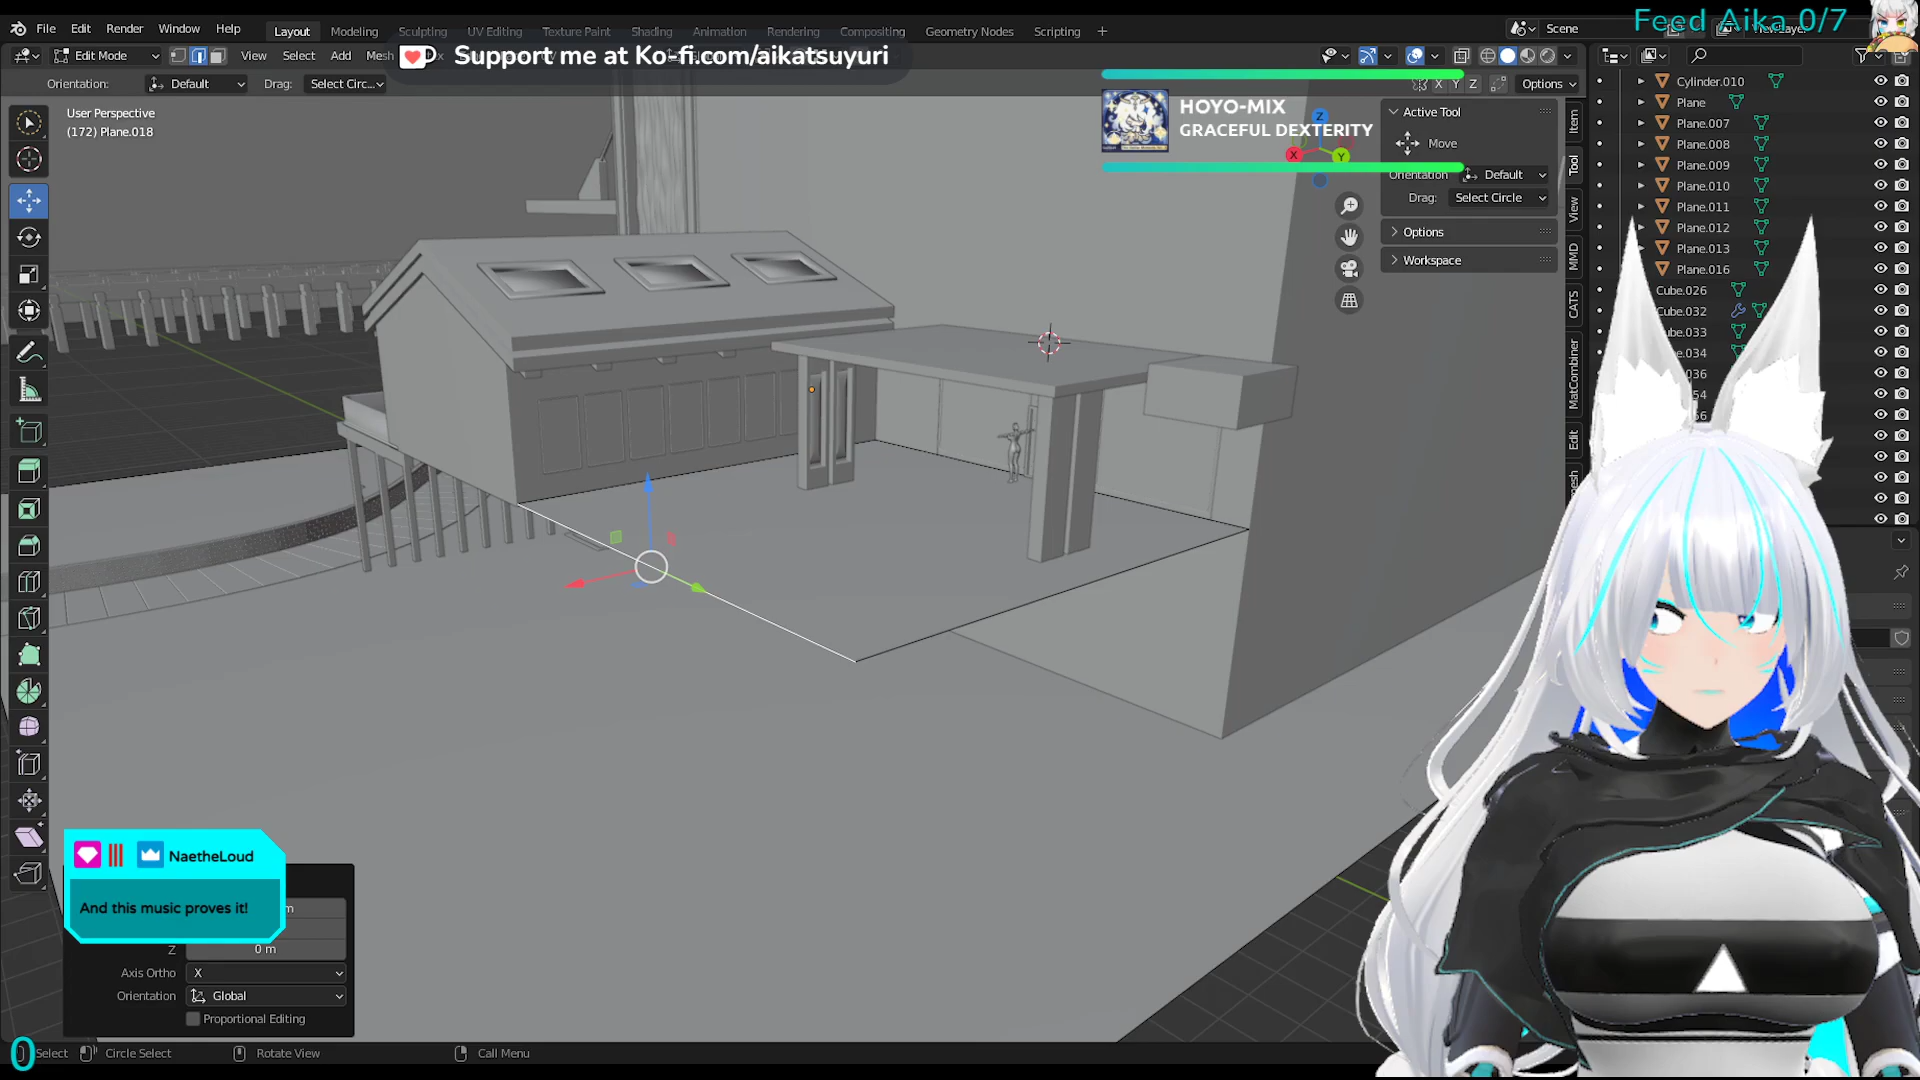 File Edit Render Window Help Layout Modeling Sculpting UV Editing Texture Paint Shading Animation Rendering Compositing Geometry Nodes Scripting +
Scene
Feed Aika 0/7
Edit Mode View Select Add Mesh
Support me at Ko-fi.com/aikatsuyuri
Orientation: Default Drag: Select Circ...
X Y Z Options
User Perspective
(172) Plane.018
HOYO-MIX
GRACEFUL DEXTERITY
Z
X
Y
Active Tool
Move
Orientation Default
Drag: Select Circle
Options
Workspace
Item
Tool
View
MMD
CATS
MatCombiner
Edit
Cylinder.010
Plane
Plane.007
Plane.008
Plane.009
Plane.010
Plane.011
Plane.012
Plane.013
Plane.016
Cube.026
Cube.032
NaetheLoud
And this music proves it!
m
Z 0 m
Axis Ortho X
Orientation Global
Proportional Editing
0
Select Circle Select Rotate View Call Menu